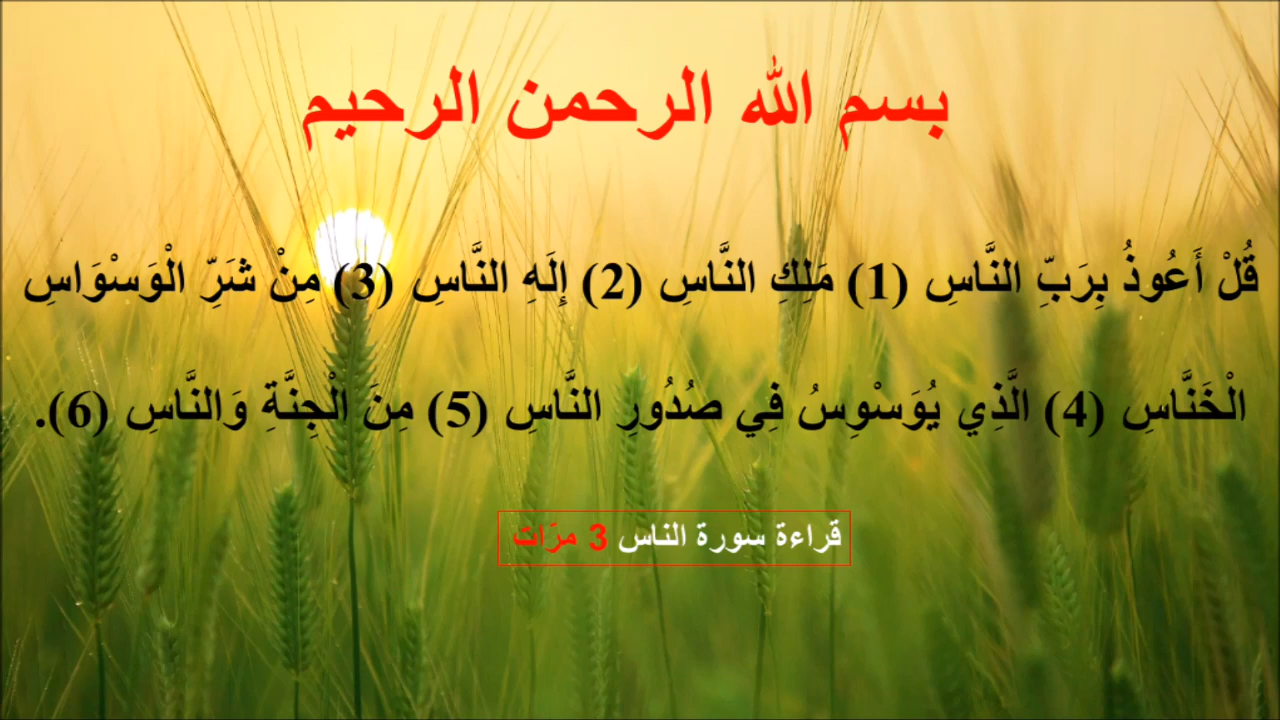 بسم الله الرحمن الرحيم
قُلْ أَعُوذُ بِرَبِّ النَّاسِ (1) مَلِكِ النَّاسِ (2) إِلَهِ النَّاسِ (3) مِنْ شَرِّ الْوَسْوَاسِ
الْخَنَّاسِ (4) الَّذِي يُوَسْوِسُ فِي صُدُورِ النَّاسِ (5) مِنَ الْجِنَّةِ وَالنَّاسِ (6).
قراءة سورة الناس 3 مرّات